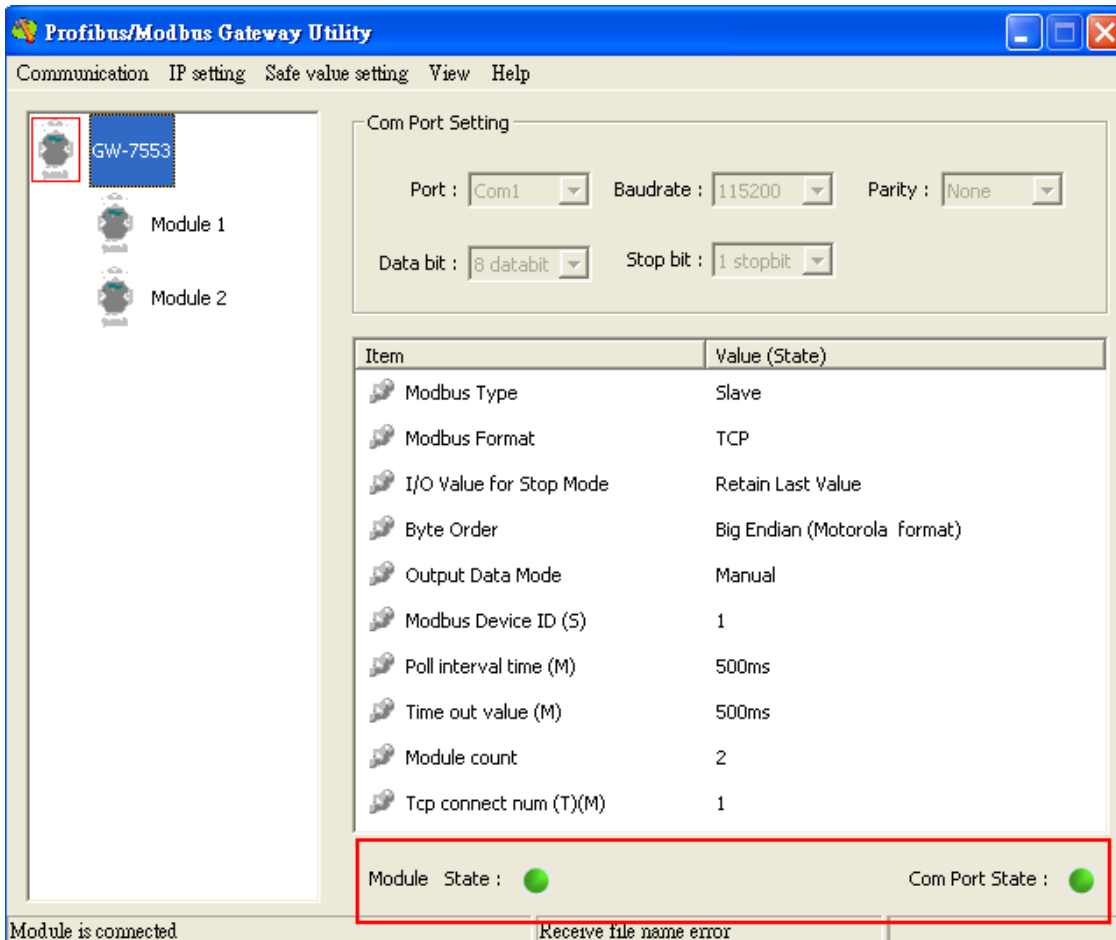 Profibus/Modbus Gateway Utility
Communication IP setting Safe value setting View Help
GW-7553
Module 1
Module 2
Com Port Setting
Port : Com1 Baudrate : 115200 Parity : None
Data bit : 8 databit Stop bit : 1 stopbit
Item Value (State)
Modbus Type Slave
Modbus Format TCP
I/O Value for Stop Mode Retain Last Value
Byte Order Big Endian (Motorola format)
Output Data Mode Manual
Modbus Device ID (S) 1
Poll interval time (M) 500ms
Time out value (M) 500ms
Module count 2
Tcp connect num (T)(M) 1
Module State : Com Port State :
Module is connected Receive file name error